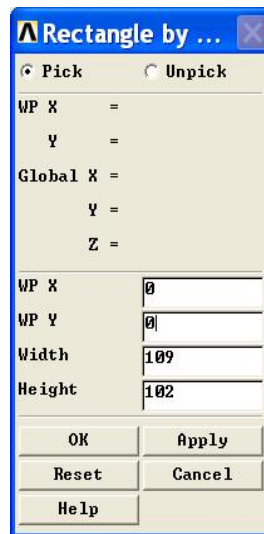 Rectangle by ...
Pick Unpick
WP X =
Y =
Global X =
Y =
Z =
WP X 0
WP Y 0
Width 109
Height 102
OK Apply
Reset Cancel
Help